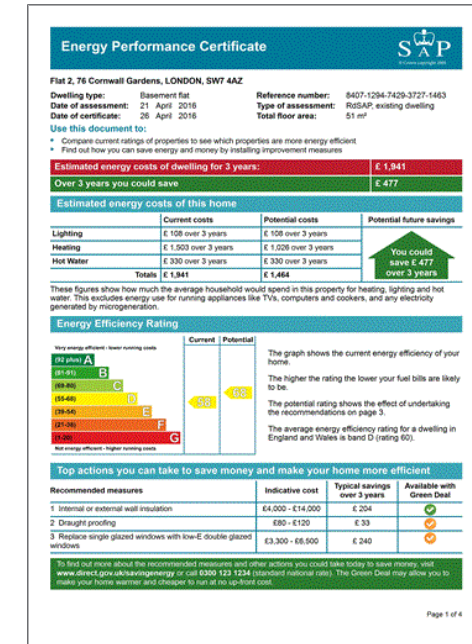 Energy Performance Certificate
SAP
Flat 2, 76 Cornwall Gardens, LONDON, SW7 4AZ
Dwelling type: Basement flat
Reference number: 8407-1294-7429-3727-1463
Date of assessment: 21 April 2016
Type of assessment: RdSAP, existing dwelling
Date of certificate: 26 April 2016
Total floor area: 51 m²
Use this document to:
• Compare current ratings of properties to see which properties are more energy efficient
• Find out how you can save energy and money by installing improvement measures
Estimated energy costs of dwelling for 3 years: £ 1,941
Over 3 years you could save £ 477
Estimated energy costs of this home
Current costs Potential costs Potential future savings
Lighting £ 108 over 3 years £ 108 over 3 years
Heating £ 1,503 over 3 years £ 1,026 over 3 years
Hot Water £ 330 over 3 years £ 330 over 3 years
Totals £ 1,941 £ 1,464
You could
save £ 477
over 3 years
These figures show how much the average household would spend in this property for heating, lighting and hot
water. This excludes energy use for running appliances like TVs, computers and cookers, and any electricity
generated by microgeneration.
Energy Efficiency Rating
Current Potential
Very energy efficient - lower running costs
(92 plus) A
(81-91) B
(69-80) C
(55-68) D
(39-54) E
(21-38) F
(1-20) G
Not energy efficient - higher running costs
The graph shows the current energy efficiency of your
home.
The higher the rating the lower your fuel bills are likely
to be.
The potential rating shows the effect of undertaking
the recommendations on page 3.
The average energy efficiency rating for a dwelling in
England and Wales is band D (rating 60).
Top actions you can take to save money and make your home more efficient
Recommended measures Indicative cost Typical savings over 3 years Available with Green Deal
1 Internal or external wall insulation £4,000 - £14,000 £ 204
2 Draught proofing £80 - £120 £ 33
3 Replace single glazed windows with low-E double glazed
windows £3,300 - £6,500 £ 240
To find out more about the recommended measures and other actions you could take today to save money, visit
www.direct.gov.uk/savingenergy or call 0300 123 1234 (standard national rate). The Green Deal may allow you to
make your home warmer and cheaper to run at no up-front cost.
Page 1 of 4